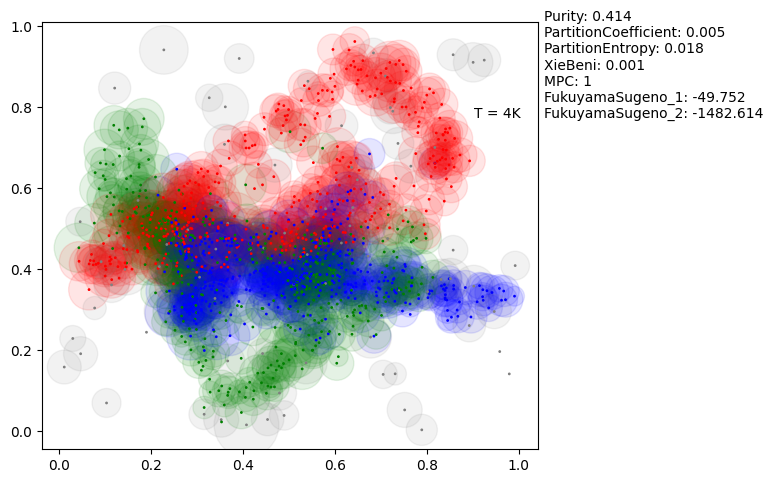 Purity: 0.414
PartitionCoefficient: 0.005
PartitionEntropy: 0.018
XieBeni: 0.001
MPC: 1
FukuyamaSugeno_1: -49.752
FukuyamaSugeno_2: -1482.614
T = 4K
1.0
0.8
0.6
0.4
0.2
0.0
0.0 0.2 0.4 0.6 0.8 1.0